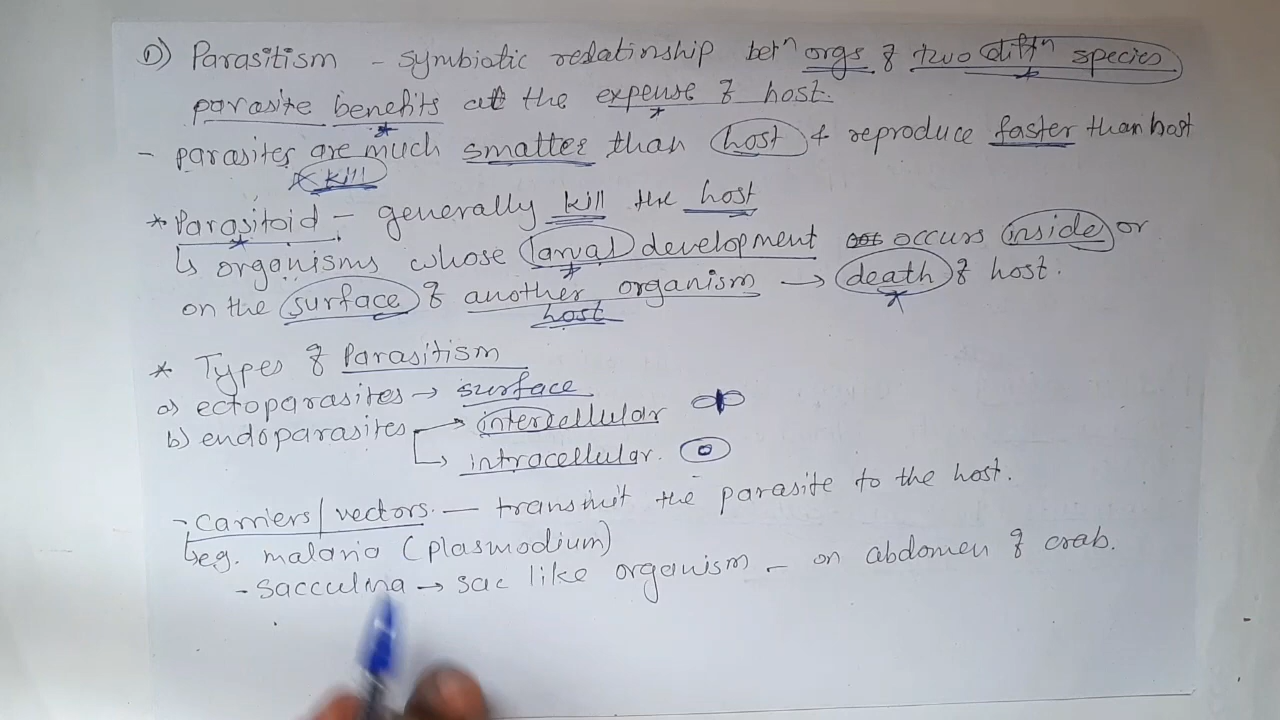 1) Parasitism - symbiotic relatinship betⁿ orgs of two diffⁿ species
parasite benefits at the expense of host.
- parasites are much smatter than host & reproduce faster than host
kill
* Parasitoid - generally kill the host
↳ organisms whose larval development occurs inside or
on the surface of another organism → death of host.
host
* Types of Parasitism
a) ectoparasites → surface
b) endoparasites → intercellular
↳ intracellular.
- Carriers/vectors. — transmit the parasite to the host.
↳ eg. malaria (plasmodium)
- sacculina → sac like organism - on abdomen of crab.